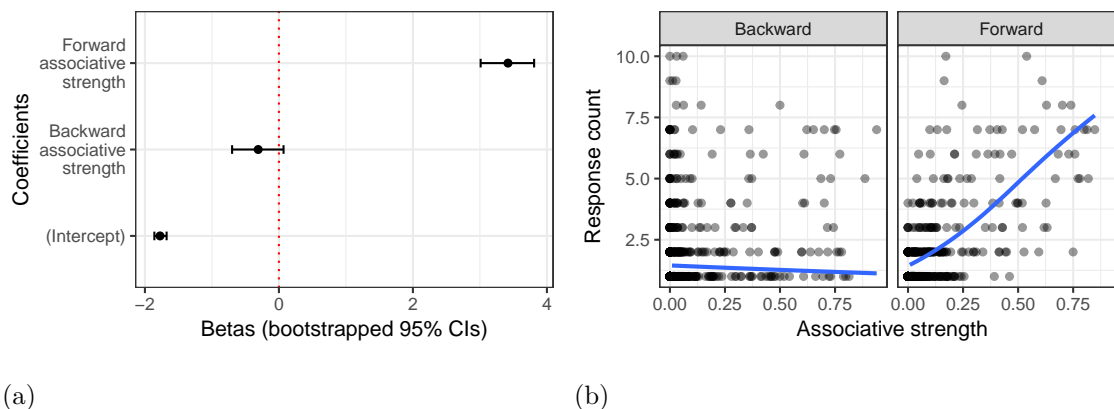 Forward
associative
strength
Backward
associative
strength
(Intercept)
Coefficients
−2
0
2
4
Betas (bootstrapped 95% CIs)
(a)
Backward
Forward
10.0
7.5
5.0
2.5
Response count
0.00
0.25
0.50
0.75
0.00
0.25
0.50
0.75
Associative strength
(b)